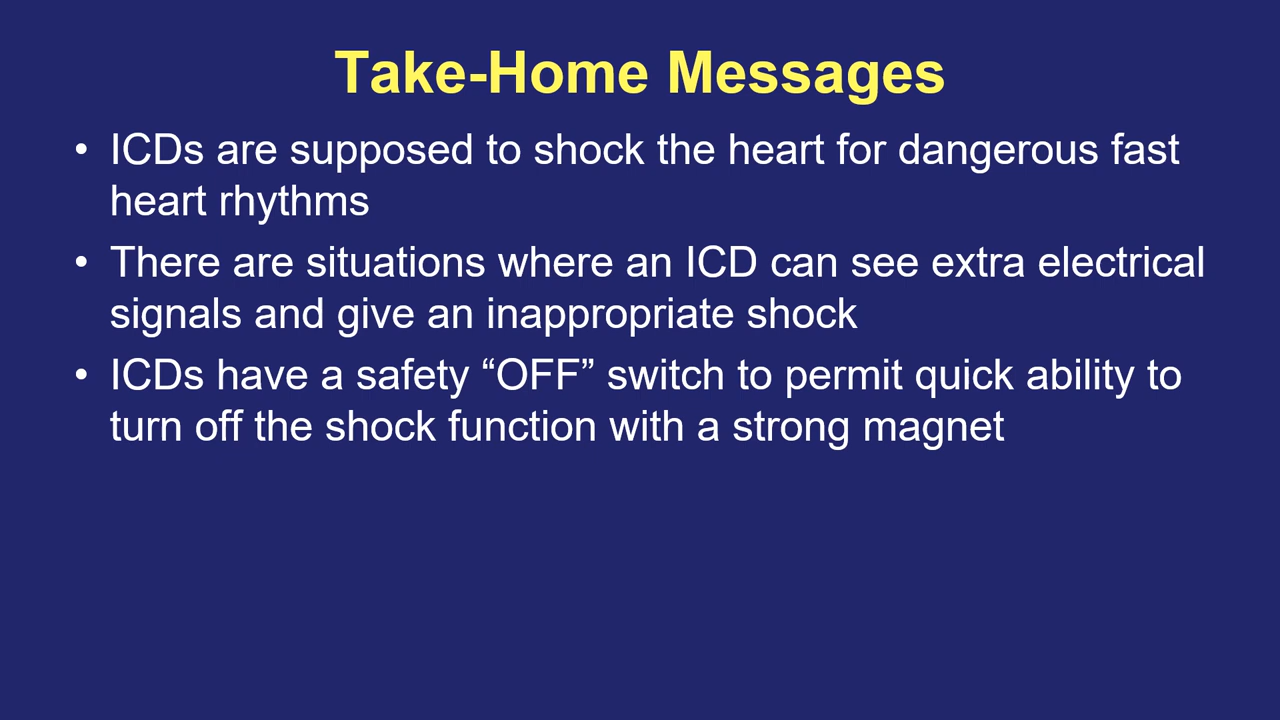 Take-Home Messages
• ICDs are supposed to shock the heart for dangerous fast
heart rhythms
• There are situations where an ICD can see extra electrical
signals and give an inappropriate shock
• ICDs have a safety “OFF” switch to permit quick ability to
turn off the shock function with a strong magnet